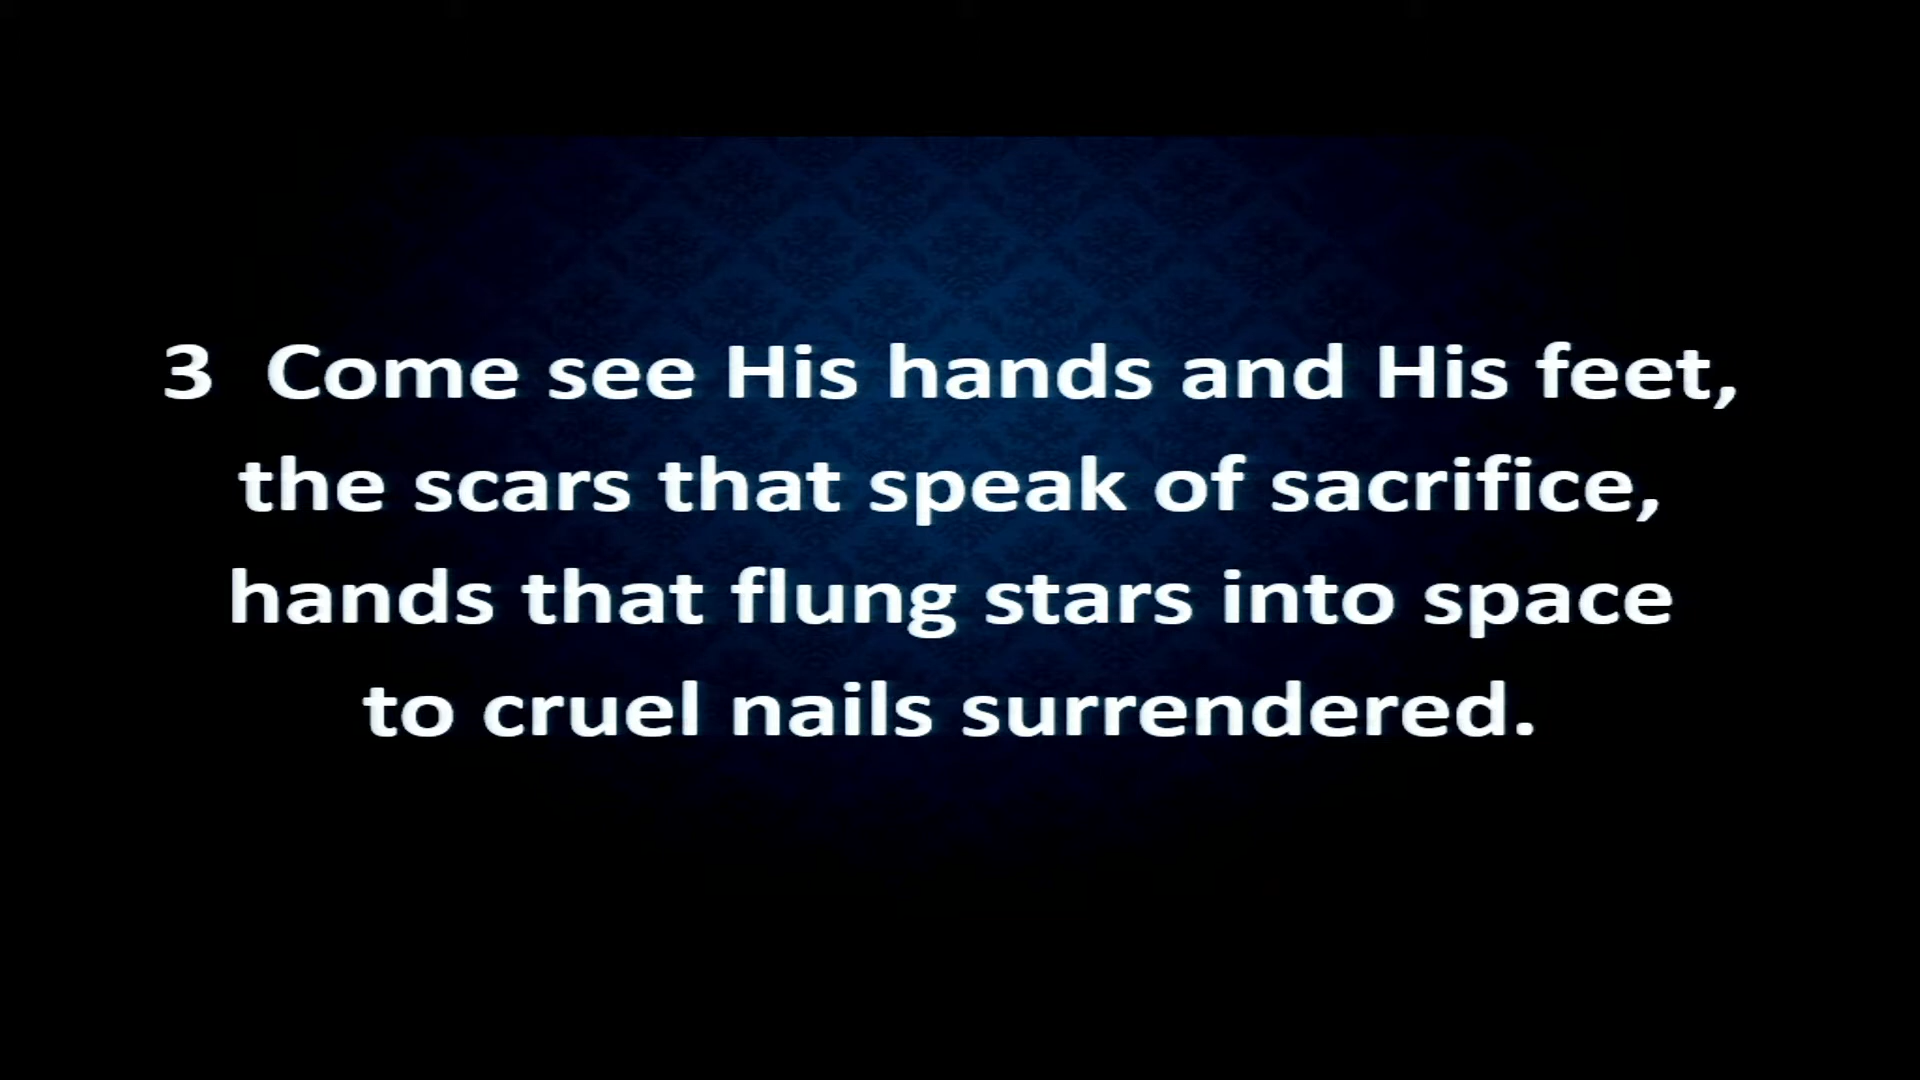 3 Come see His hands and His feet,
the scars that speak of sacrifice,
hands that flung stars into space
to cruel nails surrendered.